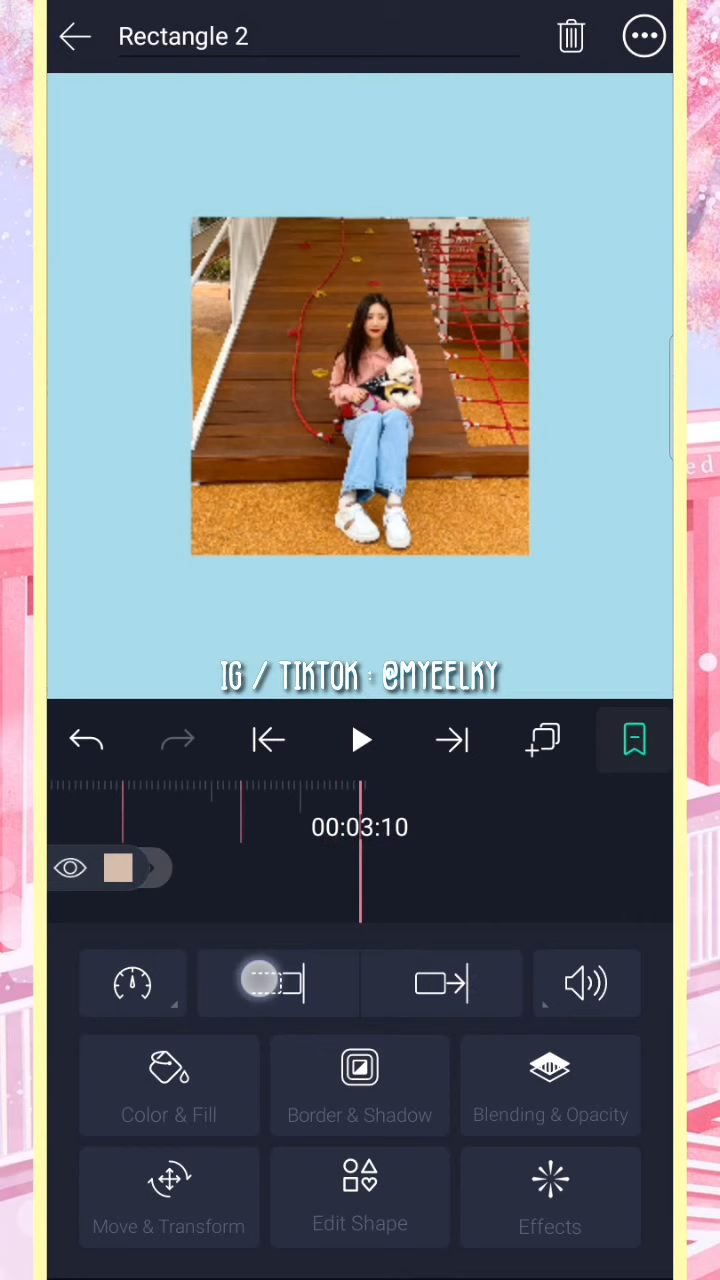 Rectangle 2
ed
IG / TIKTOK : @MYEELKY
00:03:10
Color & Fill
Border & Shadow
Blending & Opacity
Move & Transform
Edit Shape
Effects